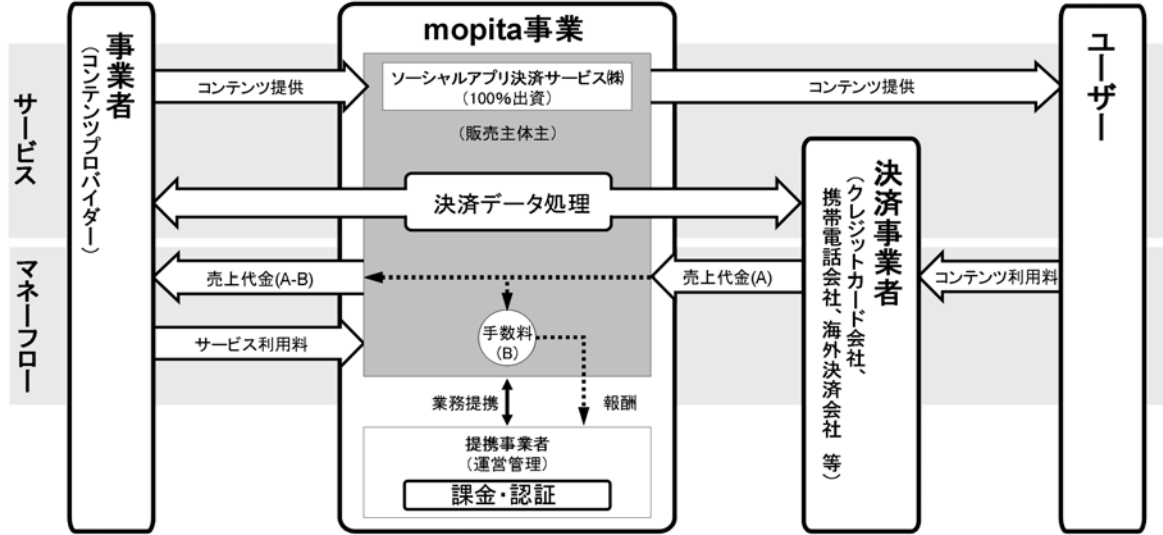 mopita事業
サービス
事業者
(コンテンツプロバイダー)
コンテンツ提供
ソーシャルアプリ決済サービス㈱
(100%出資)
(販売主体主)
コンテンツ提供
ユーザー
決済データ処理
決済事業者
(クレジットカード会社、
携帯電話会社、海外決済会社 等)
マネーフロー
売上代金(A-B)
売上代金(A)
コンテンツ利用料
サービス利用料
手数料
(B)
業務提携
報酬
提携事業者
(運営管理)
課金・認証